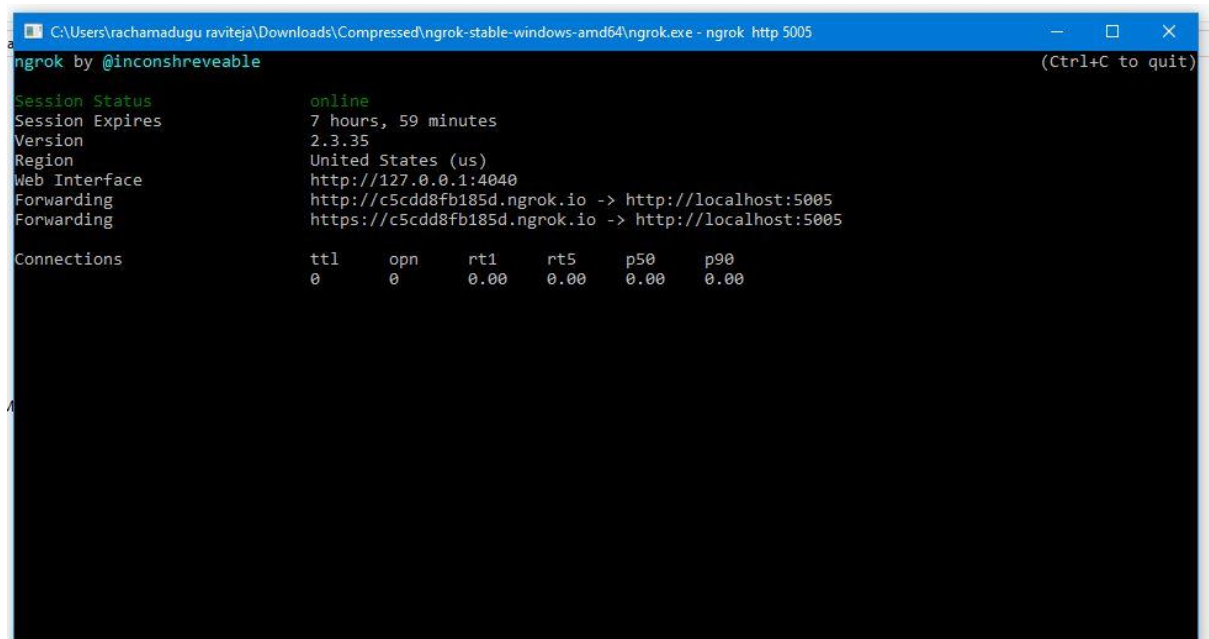 C:\Users\rachamadugu raviteja\Downloads\Compressed\ngrok-stable-windows-amd64\ngrok.exe - ngrok  http 5005
ngrok by @inconshreveable (Ctrl+C to quit)
Session Status online
Session Expires 7 hours, 59 minutes
Version 2.3.35
Region United States (us)
Web Interface http://127.0.0.1:4040
Forwarding http://c5cdd8fb185d.ngrok.io -> http://localhost:5005
Forwarding https://c5cdd8fb185d.ngrok.io -> http://localhost:5005
Connections ttl opn rt1 rt5 p50 p90
0 0 0.00 0.00 0.00 0.00